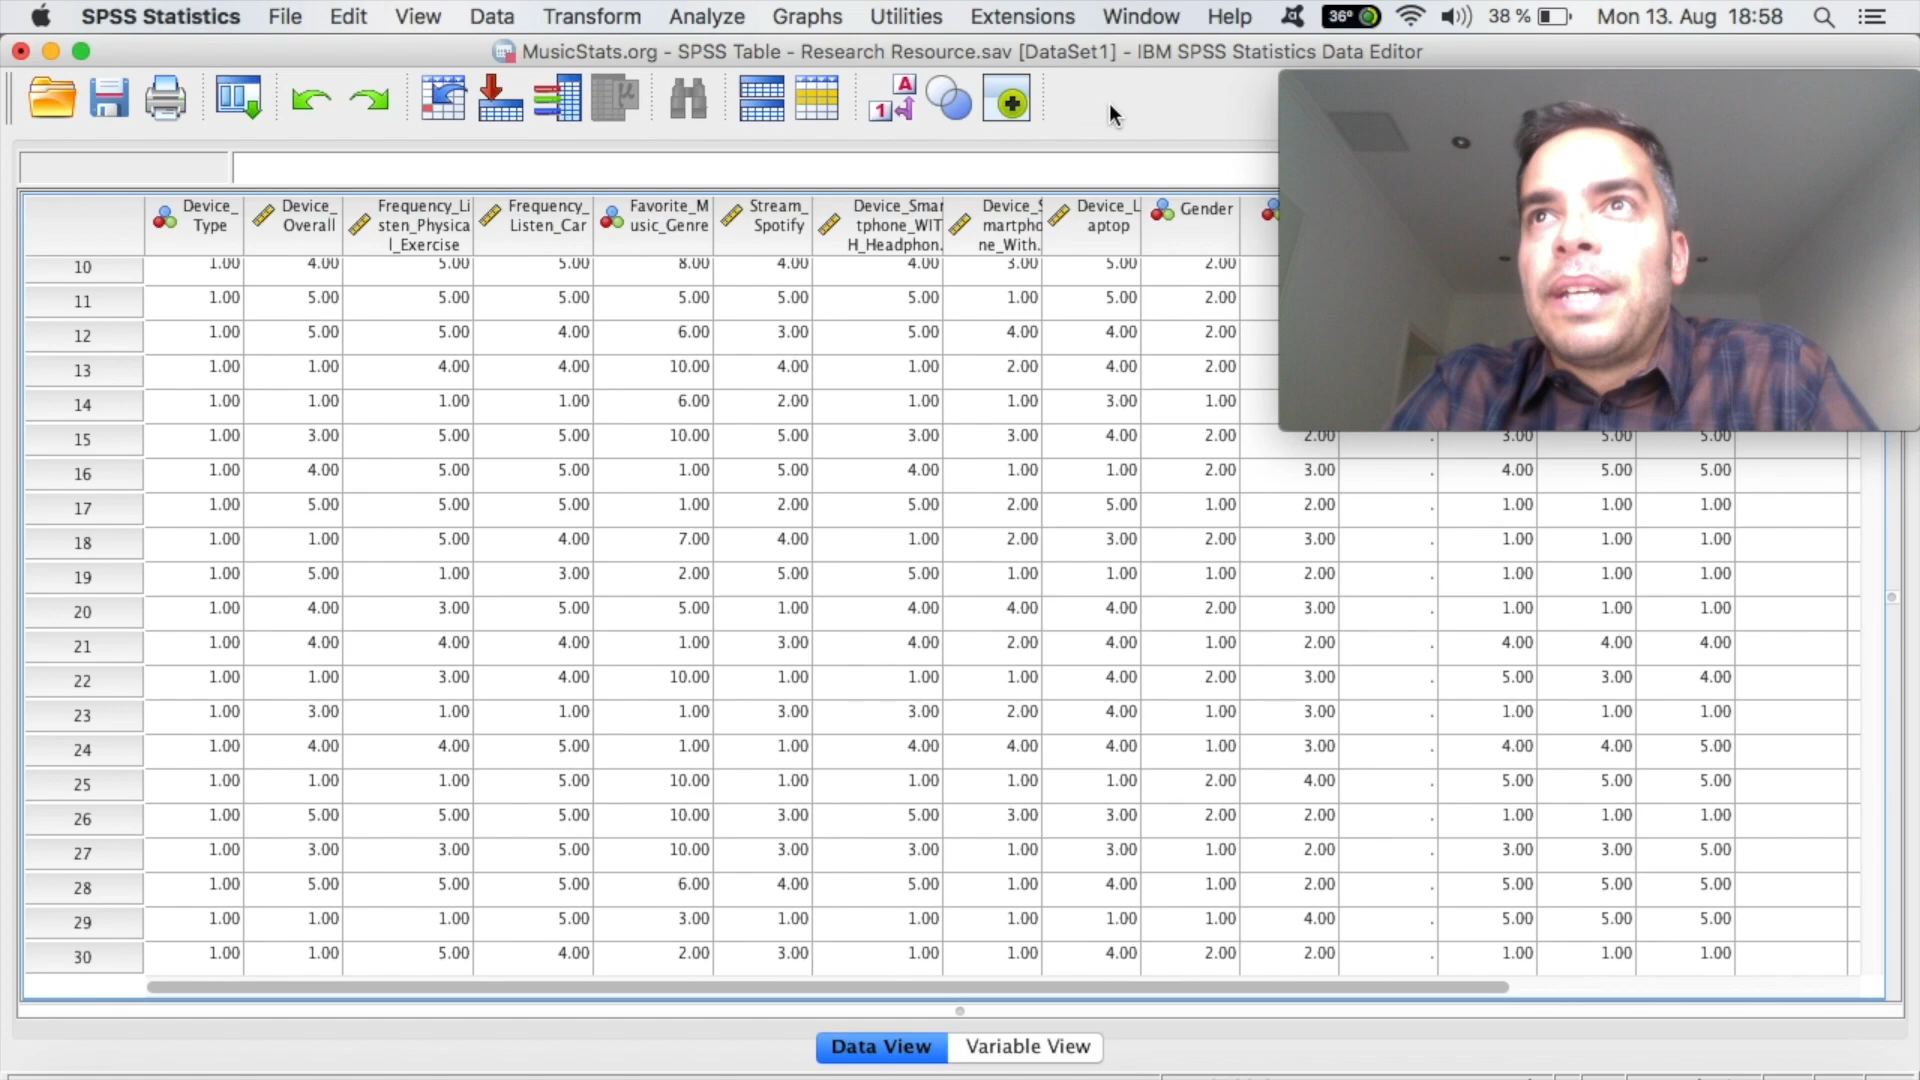 SPSS Statistics File Edit View Data Transform Analyze Graphs Utilities Extensions Window Help 36° 38 % Mon 13. Aug 18:58
MusicStats.org - SPSS Table - Research Resource.sav [DataSet1] - IBM SPSS Statistics Data Editor
A
1
Device_ Device_ Frequency_Li Frequency_ Favorite_M Stream_ Device_Smar Device_S Device_L Gender
Type Overall sten_Physica Listen_Car usic_Genre Spotify tphone_WIT martpho aptop
l_Exercise H_Headphon. ne_With.
10 1.00 4.00 5.00 5.00 8.00 4.00 4.00 3.00 5.00 2.00
11 1.00 5.00 5.00 5.00 5.00 5.00 5.00 1.00 5.00 2.00
12 1.00 5.00 5.00 4.00 6.00 3.00 5.00 4.00 4.00 2.00
13 1.00 1.00 4.00 4.00 10.00 4.00 1.00 2.00 4.00 2.00
14 1.00 1.00 1.00 1.00 6.00 2.00 1.00 1.00 3.00 1.00
15 1.00 3.00 5.00 5.00 10.00 5.00 3.00 3.00 4.00 2.00 2.00 . 3.00 5.00 5.00
16 1.00 4.00 5.00 5.00 1.00 5.00 4.00 1.00 1.00 2.00 3.00 . 4.00 5.00 5.00
17 1.00 5.00 5.00 5.00 1.00 2.00 5.00 2.00 5.00 1.00 2.00 . 1.00 1.00 1.00
18 1.00 1.00 5.00 4.00 7.00 4.00 1.00 2.00 3.00 2.00 3.00 . 1.00 1.00 1.00
19 1.00 5.00 1.00 3.00 2.00 5.00 5.00 1.00 1.00 1.00 2.00 . 1.00 1.00 1.00
20 1.00 4.00 3.00 5.00 5.00 1.00 4.00 4.00 4.00 2.00 3.00 . 1.00 1.00 1.00
21 1.00 4.00 4.00 4.00 1.00 3.00 4.00 2.00 4.00 1.00 2.00 . 4.00 4.00 4.00
22 1.00 1.00 3.00 4.00 10.00 1.00 1.00 1.00 4.00 2.00 3.00 . 5.00 3.00 4.00
23 1.00 3.00 1.00 1.00 1.00 3.00 3.00 2.00 4.00 1.00 3.00 . 1.00 1.00 1.00
24 1.00 4.00 4.00 5.00 1.00 1.00 4.00 4.00 4.00 1.00 3.00 . 4.00 4.00 5.00
25 1.00 1.00 1.00 5.00 10.00 1.00 1.00 1.00 1.00 2.00 4.00 . 5.00 5.00 5.00
26 1.00 5.00 5.00 5.00 10.00 3.00 5.00 3.00 3.00 2.00 2.00 . 1.00 1.00 1.00
27 1.00 3.00 3.00 5.00 10.00 3.00 3.00 1.00 3.00 1.00 2.00 . 3.00 3.00 5.00
28 1.00 5.00 5.00 5.00 6.00 4.00 5.00 1.00 4.00 1.00 2.00 . 5.00 5.00 5.00
29 1.00 1.00 1.00 5.00 3.00 1.00 1.00 1.00 1.00 1.00 4.00 . 5.00 5.00 5.00
30 1.00 1.00 5.00 4.00 2.00 3.00 1.00 1.00 4.00 2.00 2.00 . 1.00 1.00 1.00
Data View Variable View